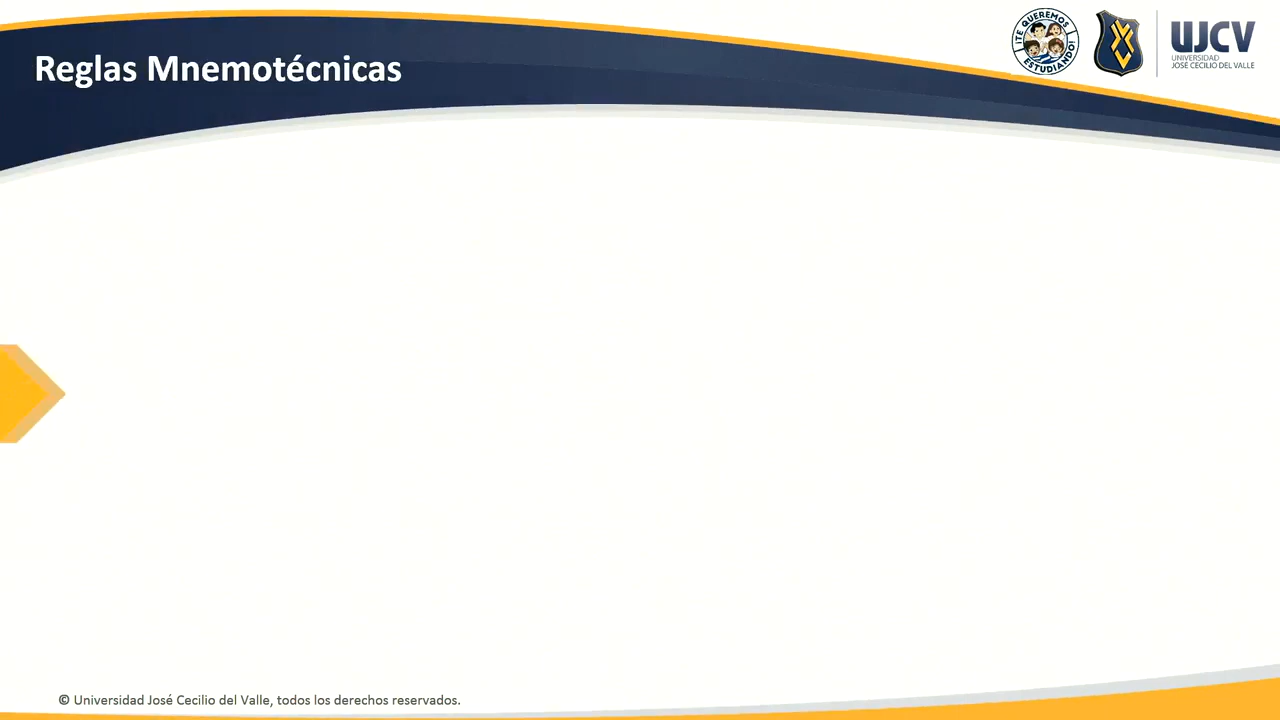 Reglas Mnemotécnicas
¡TE QUEREMOS
ESTUDIANDO!
UJCV
UNIVERSIDAD
JOSÉ CECILIO DEL VALLE
© Universidad José Cecilio del Valle, todos los derechos reservados.